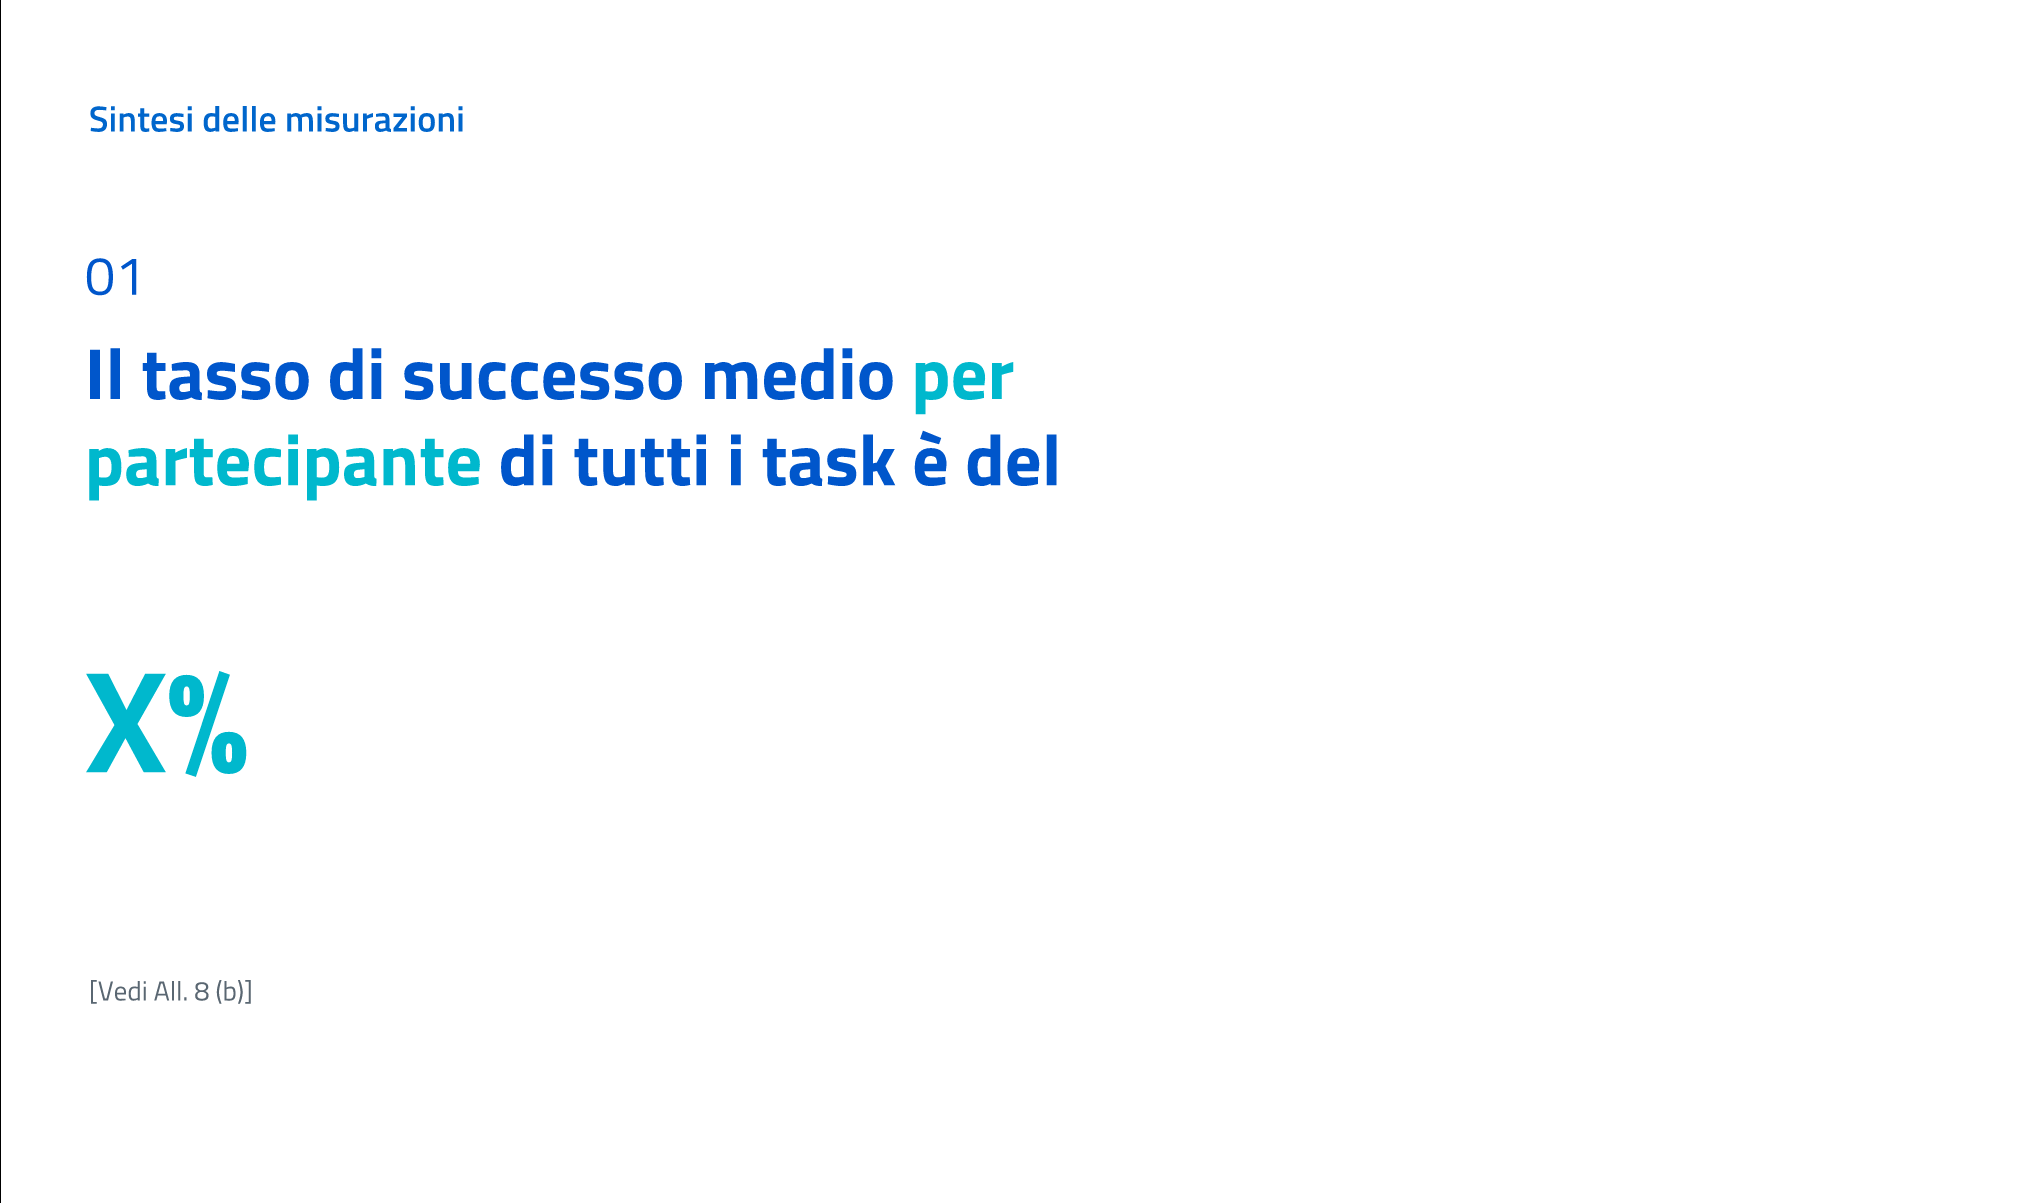 Sintesi delle misurazioni
01
Il tasso di successo medio per
partecipante di tutti i task è del
X%
[Vedi All. 8 (b)]